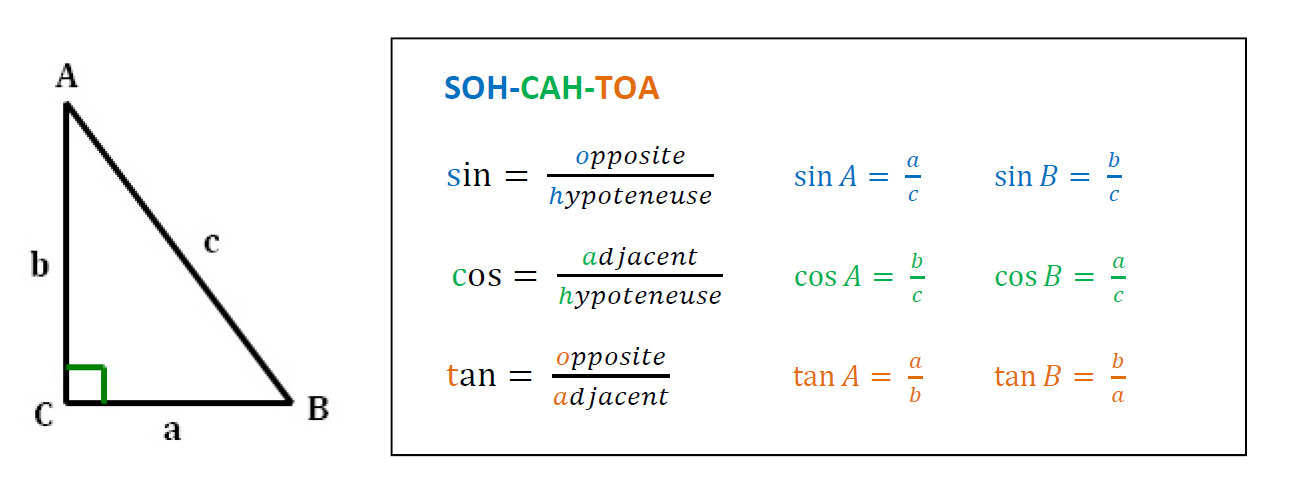 A
b
c
C
a
B
SOH-CAH-TOA
sin = opposite/hypoteneuse sin A = a/c sin B = b/c
cos = adjacent/hypoteneuse cos A = b/c cos B = a/c
tan = opposite/adjacent tan A = a/b tan B = b/a